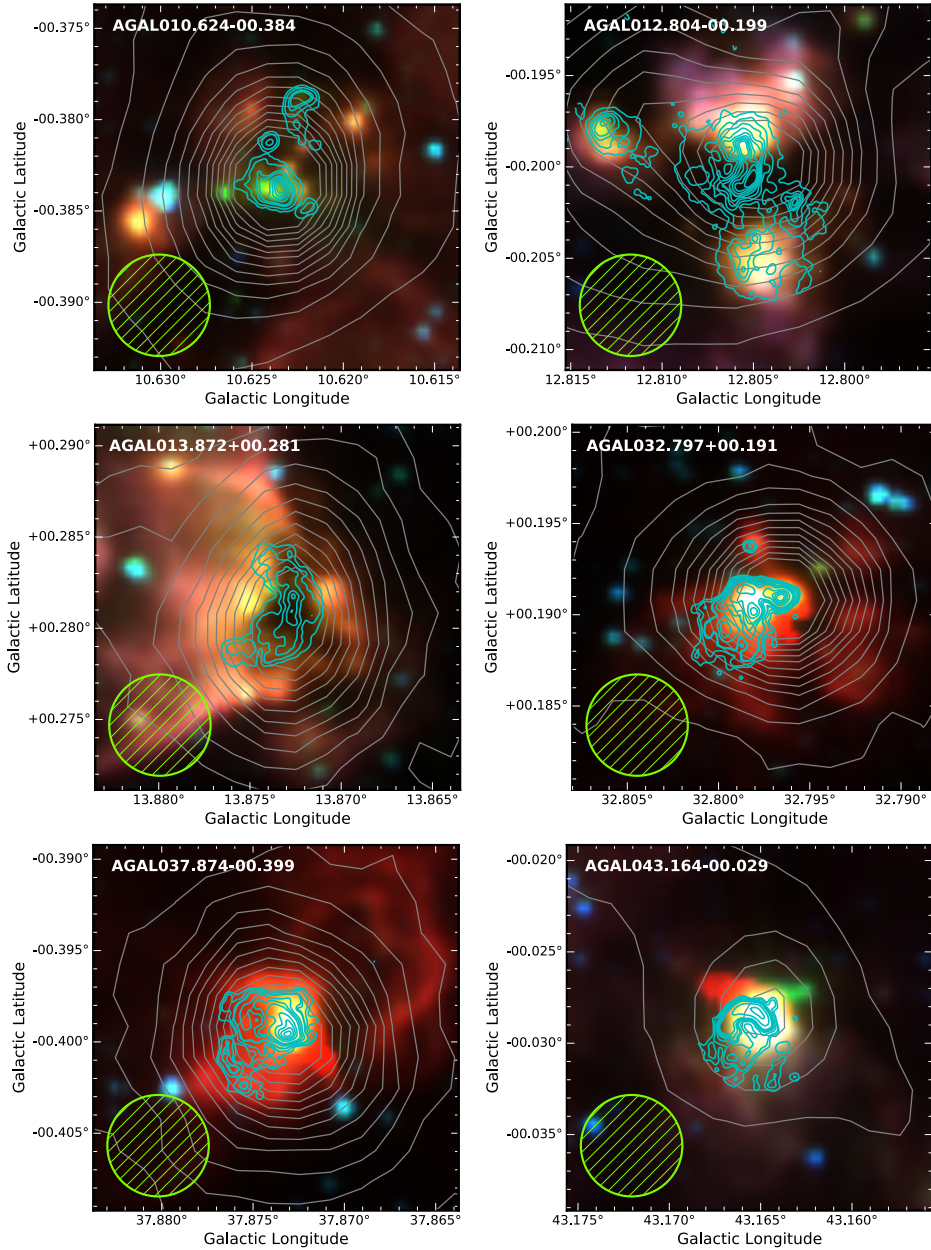 AGAL010.624-00.384
-00.375°
-00.380°
-00.385°
-00.390°
Galactic Latitude
10.630° 10.625° 10.620° 10.615°
Galactic Longitude
AGAL012.804-00.199
-00.195°
-00.200°
-00.205°
-00.210°
Galactic Latitude
12.815° 12.810° 12.805° 12.800°
Galactic Longitude
AGAL013.872+00.281
+00.290°
+00.285°
+00.280°
+00.275°
Galactic Latitude
13.880° 13.875° 13.870° 13.865°
Galactic Longitude
AGAL032.797+00.191
+00.200°
+00.195°
+00.190°
+00.185°
Galactic Latitude
32.805° 32.800° 32.795° 32.790°
Galactic Longitude
AGAL037.874-00.399
-00.390°
-00.395°
-00.400°
-00.405°
Galactic Latitude
37.880° 37.875° 37.870° 37.865°
Galactic Longitude
AGAL043.164-00.029
-00.020°
-00.025°
-00.030°
-00.035°
Galactic Latitude
43.175° 43.170° 43.165° 43.160°
Galactic Longitude